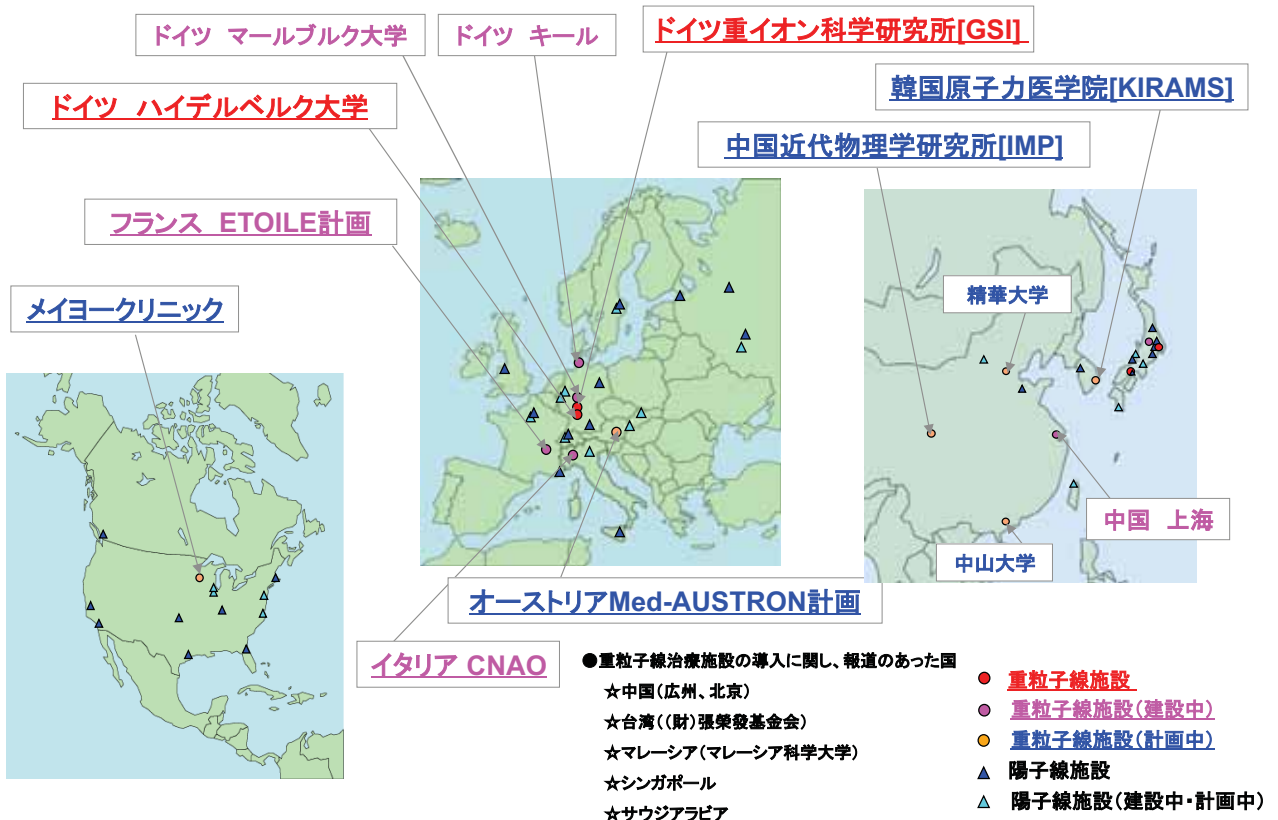 ドイツ マールブルク大学
ドイツ キール
ドイツ重イオン科学研究所[GSI]
韓国原子力医学院[KIRAMS]
ドイツ ハイデルベルク大学
中国近代物理学研究所[IMP]
フランス ETOILE計画
メイヨークリニック
精華大学
中国 上海
中山大学
オーストリアMed-AUSTRON計画
イタリア CNAO
●重粒子線治療施設の導入に関し、報道のあった国
☆中国(広州、北京)
☆台湾((財)張榮發基金会)
☆マレーシア(マレーシア科学大学)
☆シンガポール
☆サウジアラビア
重粒子線施設
重粒子線施設(建設中)
重粒子線施設(計画中)
陽子線施設
陽子線施設(建設中・計画中)